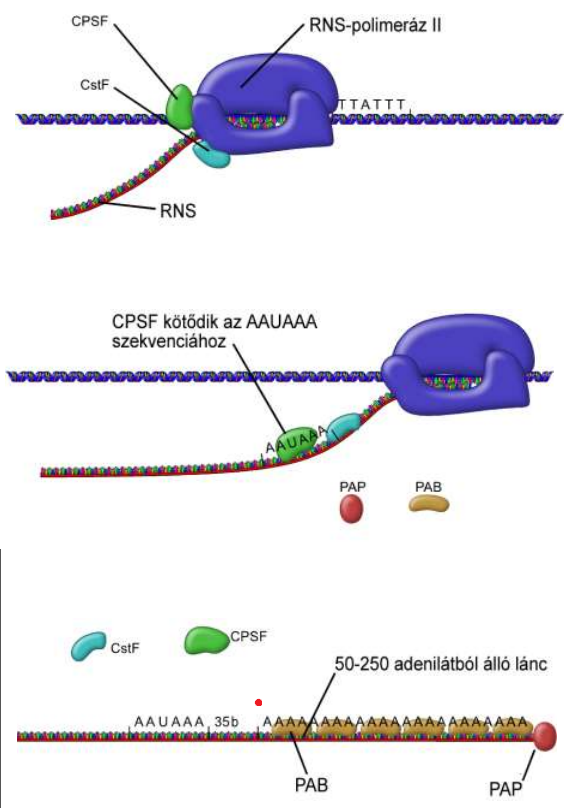 CPSF
RNS-polimeráz II
CstF
TTATTT
RNS
CPSF kötődik az AAUAAA
szekvenciához
AAUAAA
PAP
PAB
CstF
CPSF
50-250 adenilátból álló lánc
AAUAAA 35b AAAAAAAAAAAAAAAAAAAAAAAA
PAB
PAP